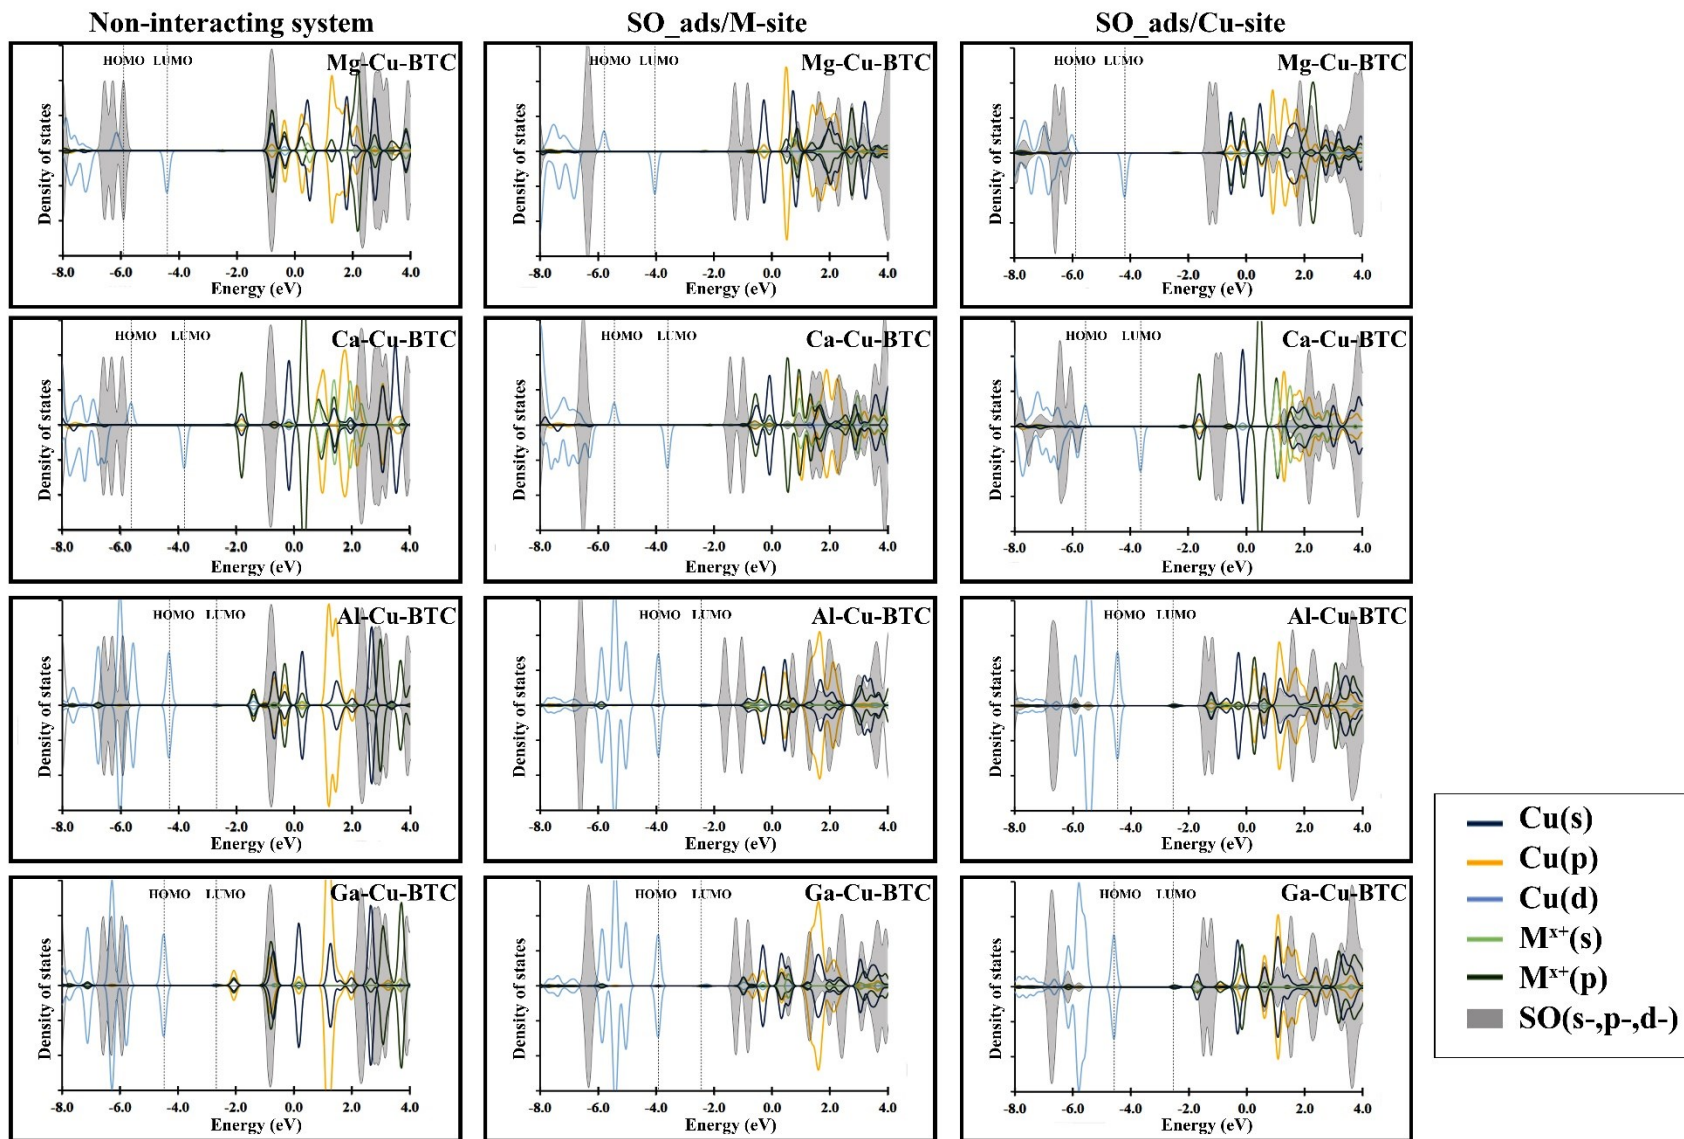 Non-interacting system
SO_ads/M-site
SO_ads/Cu-site
HOMO LUMO Mg-Cu-BTC
Density of states
-8.0 -6.0 -4.0 -2.0 0.0 2.0 4.0
Energy (eV)
HOMO LUMO Mg-Cu-BTC
Density of states
-8.0 -6.0 -4.0 -2.0 0.0 2.0 4.0
Energy (eV)
HOMO LUMO Mg-Cu-BTC
Density of states
-8.0 -6.0 -4.0 -2.0 0.0 2.0 4.0
Energy (eV)
HOMO LUMO Ca-Cu-BTC
Density of states
-8.0 -6.0 -4.0 -2.0 0.0 2.0 4.0
Energy (eV)
HOMO LUMO Ca-Cu-BTC
Density of states
-8.0 -6.0 -4.0 -2.0 0.0 2.0 4.0
Energy (eV)
HOMO LUMO Ca-Cu-BTC
Density of states
-8.0 -6.0 -4.0 -2.0 0.0 2.0 4.0
Energy (eV)
HOMO LUMO Al-Cu-BTC
Density of states
-8.0 -6.0 -4.0 -2.0 0.0 2.0 4.0
Energy (eV)
HOMO LUMO Al-Cu-BTC
Density of states
-8.0 -6.0 -4.0 -2.0 0.0 2.0 4.0
Energy (eV)
HOMO LUMO Al-Cu-BTC
Density of states
-8.0 -6.0 -4.0 -2.0 0.0 2.0 4.0
Energy (eV)
HOMO LUMO Ga-Cu-BTC
Density of states
-8.0 -6.0 -4.0 -2.0 0.0 2.0 4.0
Energy (eV)
HOMO LUMO Ga-Cu-BTC
Density of states
-8.0 -6.0 -4.0 -2.0 0.0 2.0 4.0
Energy (eV)
HOMO LUMO Ga-Cu-BTC
Density of states
-8.0 -6.0 -4.0 -2.0 0.0 2.0 4.0
Energy (eV)
Cu(s)
Cu(p)
Cu(d)
Mˣ⁺(s)
Mˣ⁺(p)
SO(s-,p-,d-)